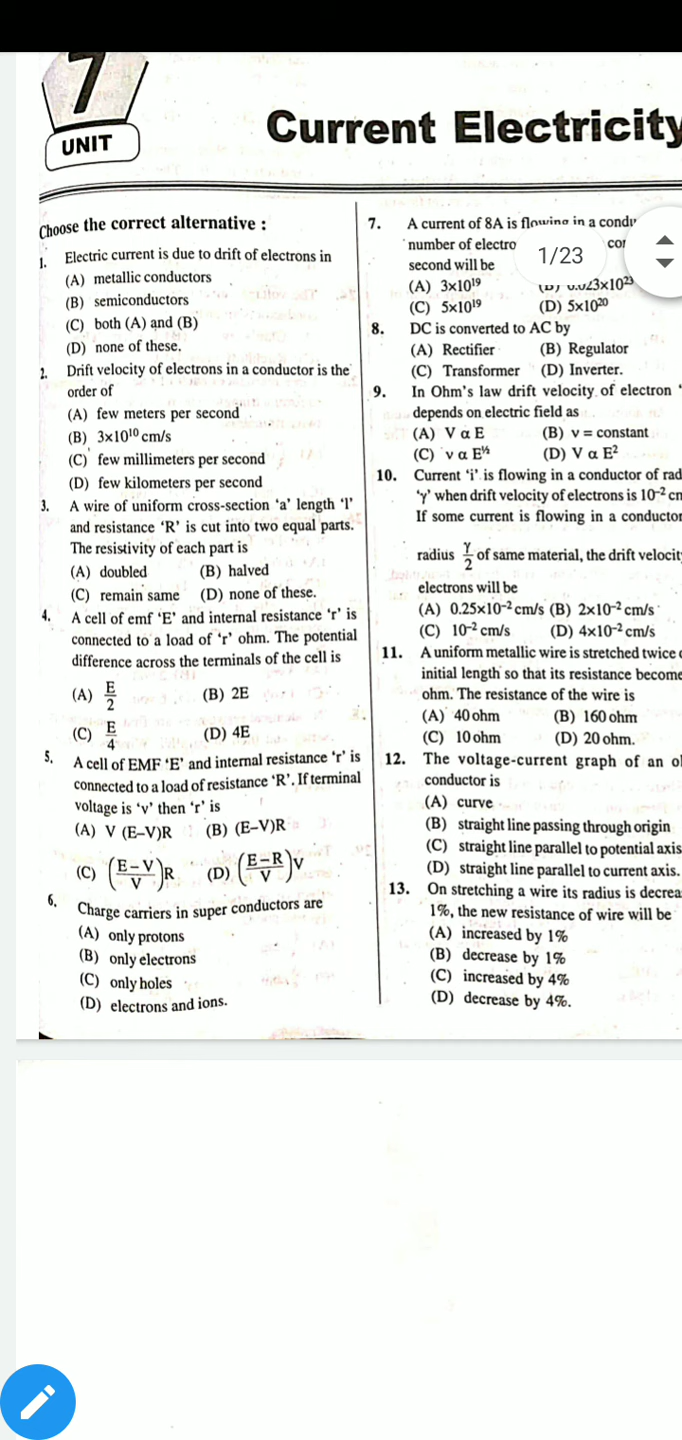 7
UNIT
Current Electricity
Choose the correct alternative :
1. Electric current is due to drift of electrons in
(A) metallic conductors
(B) semiconductors
(C) both (A) and (B)
(D) none of these.
2. Drift velocity of electrons in a conductor is the
order of
(A) few meters per second
(B) 3×10¹⁰ cm/s
(C) few millimeters per second
(D) few kilometers per second
3. A wire of uniform cross-section 'a' length 'l'
and resistance 'R' is cut into two equal parts.
The resistivity of each part is
(A) doubled (B) halved
(C) remain same (D) none of these.
4. A cell of emf 'E' and internal resistance 'r' is
connected to a load of 'r' ohm. The potential
difference across the terminals of the cell is
(A) E/2 (B) 2E
(C) E/4 (D) 4E
5. A cell of EMF 'E' and internal resistance 'r' is
connected to a load of resistance 'R'. If terminal
voltage is 'v' then 'r' is
(A) V (E–V)R (B) (E–V)R
(C) ((E–V)/V)R (D) ((E–R)/V)V
6. Charge carriers in super conductors are
(A) only protons
(B) only electrons
(C) only holes
(D) electrons and ions.
7. A current of 8A is flowing in a
number of
second will be
(A) 3×10¹⁹ (B) 6.023×10²³
(C) 5×10¹⁹ (D) 5×10²⁰
8. DC is converted to AC by
(A) Rectifier (B) Regulator
(C) Transformer (D) Inverter.
9. In Ohm's law drift velocity of electron '
depends on electric field as
(A) V α E (B) v = constant
(C) v α E^½ (D) V α E²
10. Current 'i' is flowing in a conductor of rad
'γ' when drift velocity of electrons is 10⁻² cm
If some current is flowing in a conductor
radius γ/2 of same material, the drift velocit
electrons will be
(A) 0.25×10⁻² cm/s (B) 2×10⁻² cm/s
(C) 10⁻² cm/s (D) 4×10⁻² cm/s
11. A uniform metallic wire is stretched twice
initial length so that its resistance become
ohm. The resistance of the wire is
(A) 40 ohm (B) 160 ohm
(C) 10 ohm (D) 20 ohm.
12. The voltage-current graph of an
conductor is
(A) curve
(B) straight line passing through origin
(C) straight line parallel to potential axis
(D) straight line parallel to current axis.
13. On stretching a wire its radius is decrea
1%, the new resistance of wire will be
(A) increased by 1%
(B) decrease by 1%
(C) increased by 4%
(D) decrease by 4%.
1/23